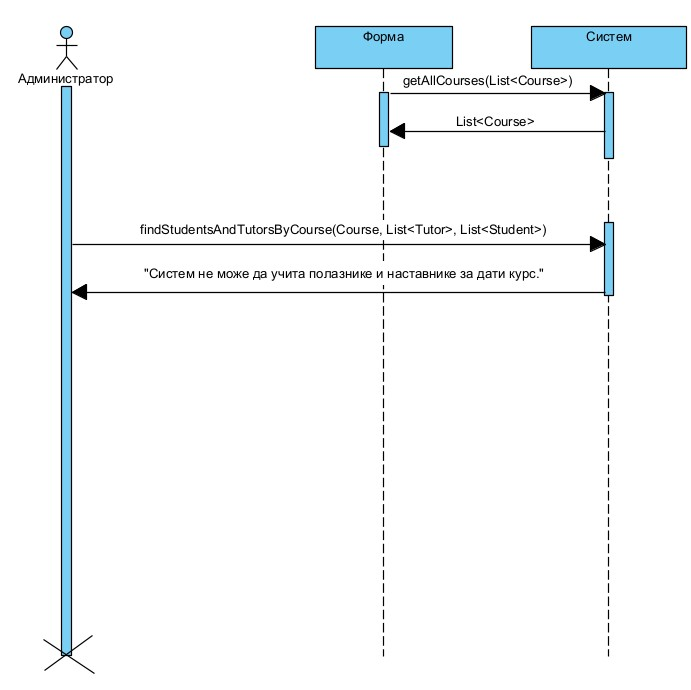 Администратор
Форма
Систем
getAllCourses(List<Course>)
List<Course>
findStudentsAndTutorsByCourse(Course, List<Tutor>, List<Student>)
"Систем не може да учита полазнике и наставнике за дати курс."